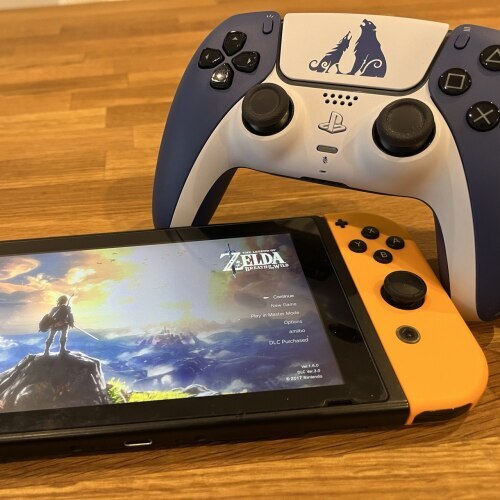 THE LEGEND OF
ZELDA
BREATH OF THE WILD
Continue
New Game
Play in Master Mode
Options
amiibo
DLC Purchased
Ver.1.6.0
DLC Ver.3.0
© 2017 Nintendo
X
A
Y
B